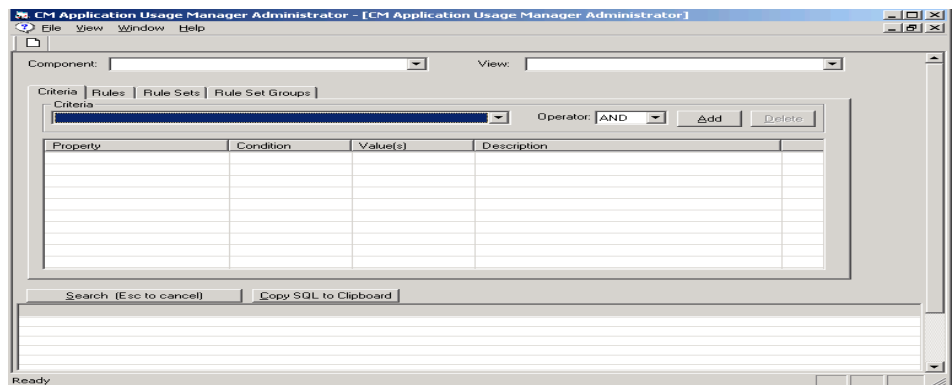 CM Application Usage Manager Administrator - [CM Application Usage Manager Administrator]
File View Window Help
Component: View:
Criteria Rules Rule Sets Rule Set Groups
Criteria
Operator: AND Add Delete
Property Condition Value(s) Description
Search (Esc to cancel) Copy SQL to Clipboard
Ready